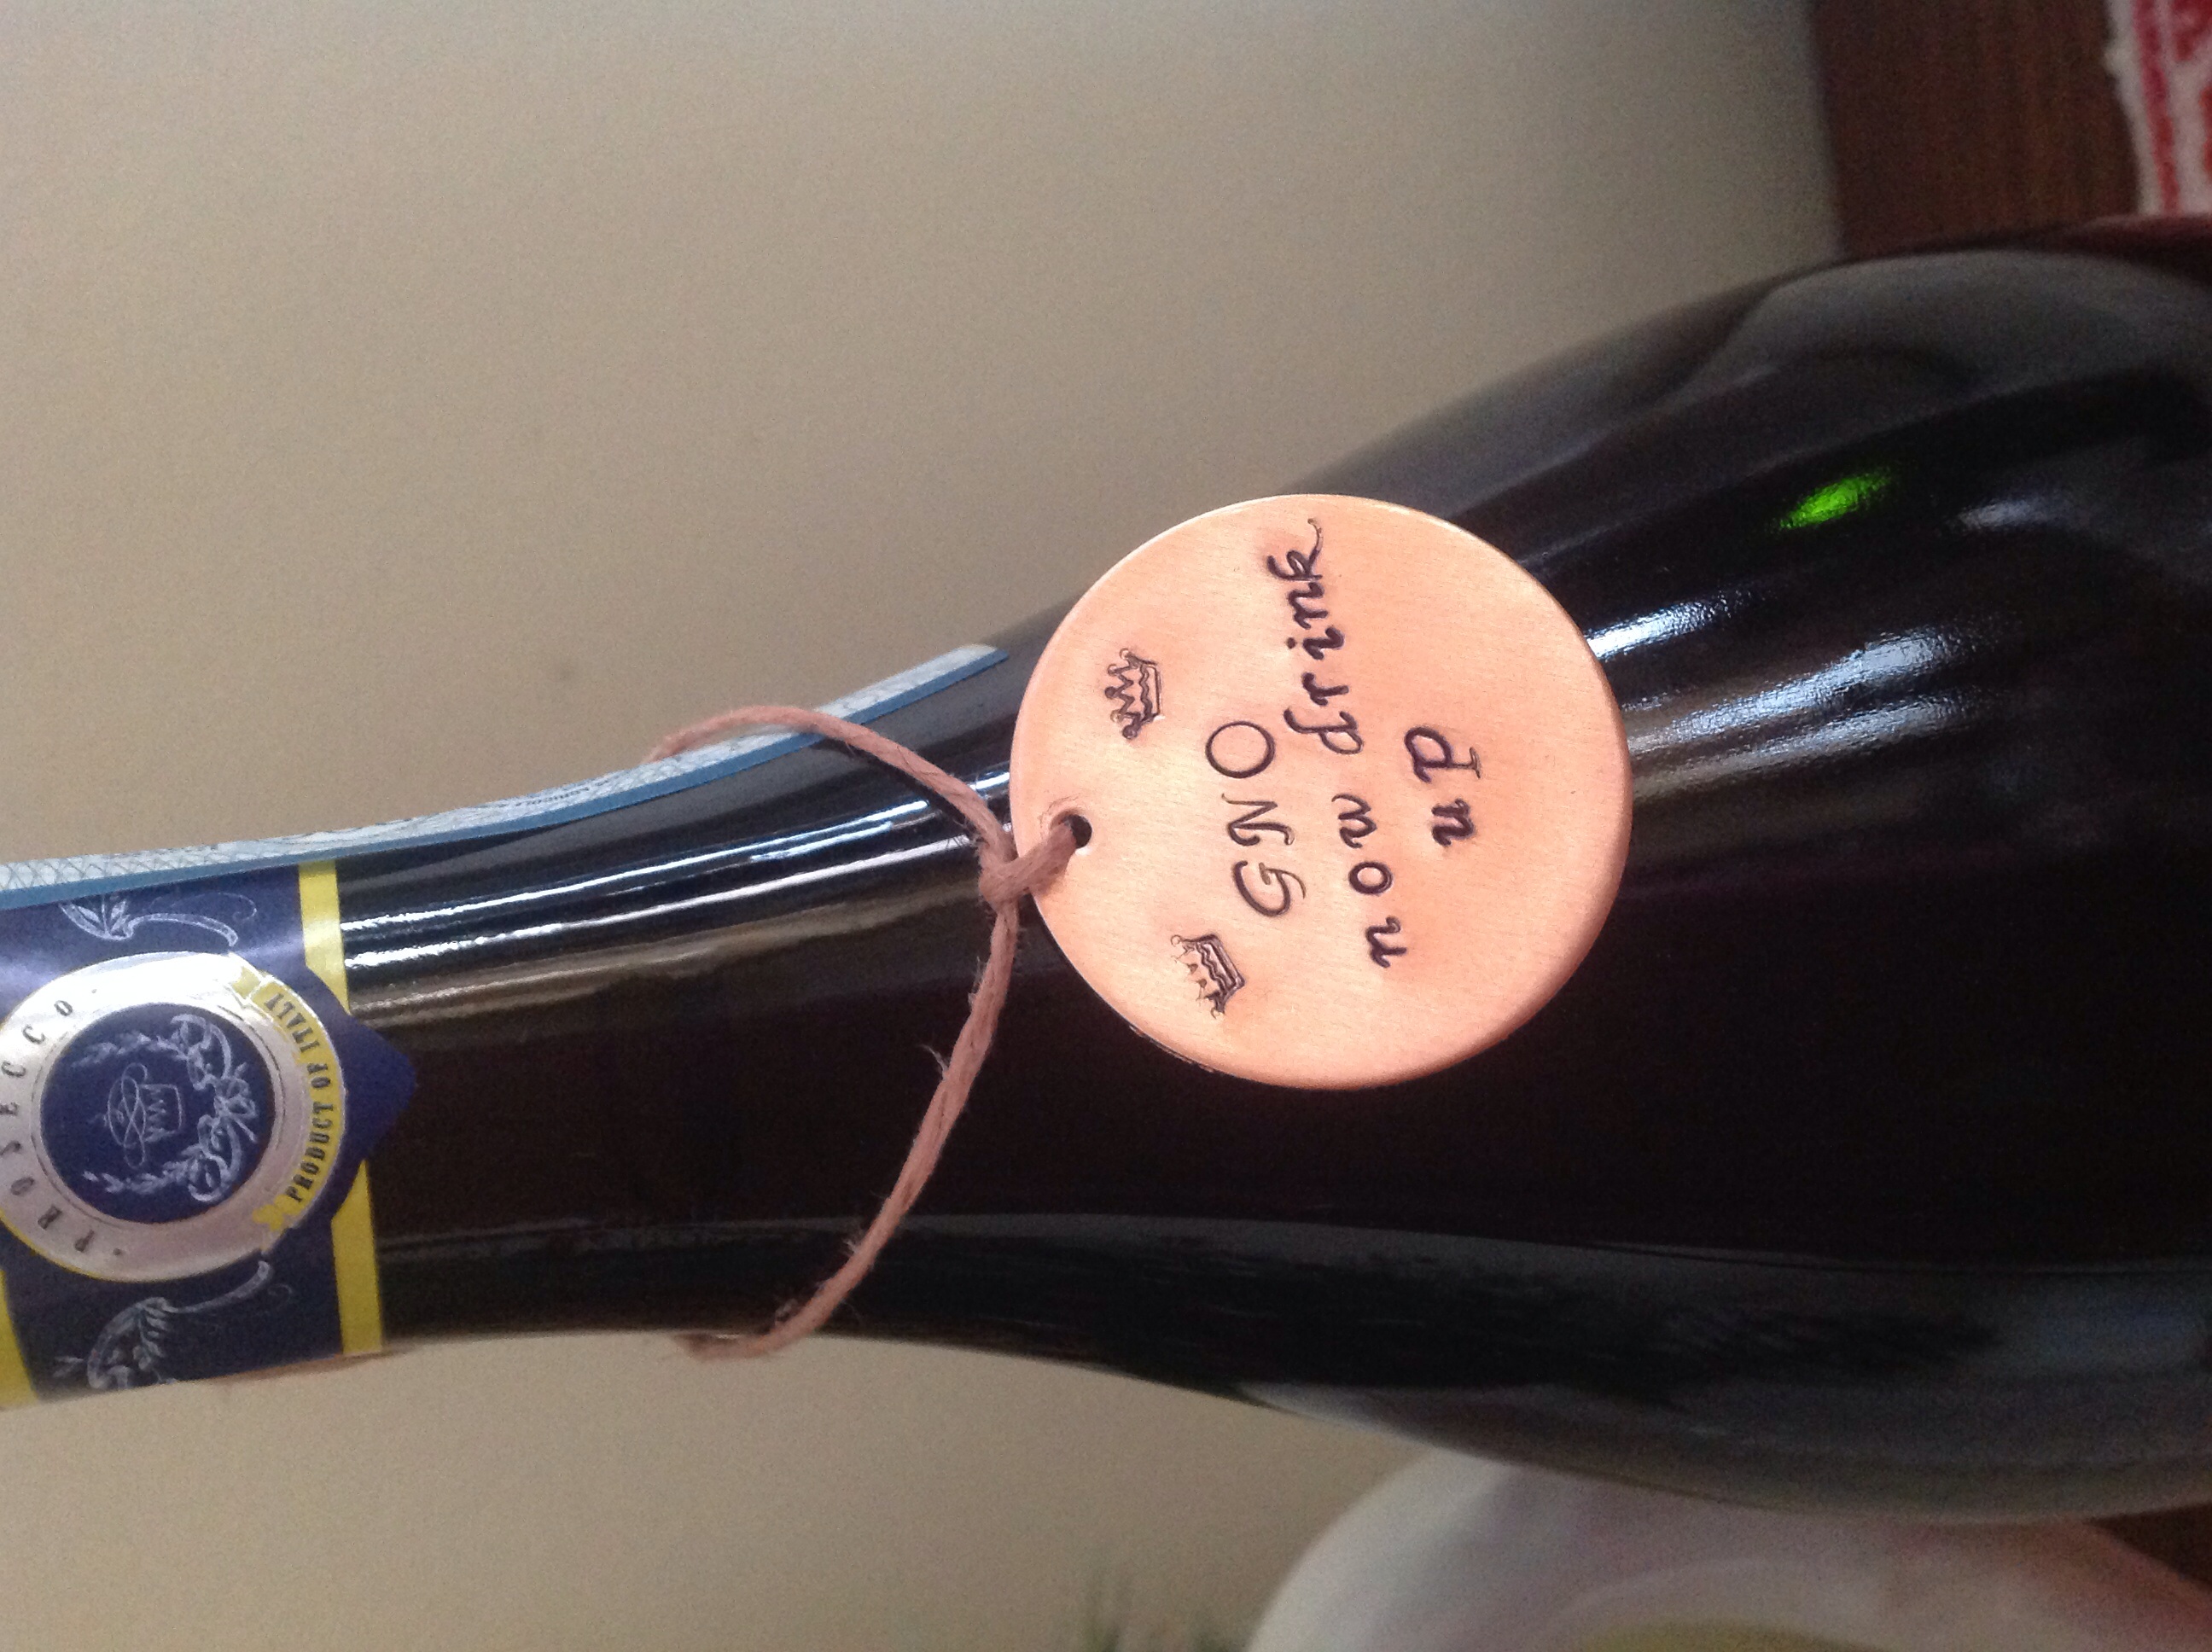 GNO
now drink
up
PROSECCO
PRODUCT OF ITALY